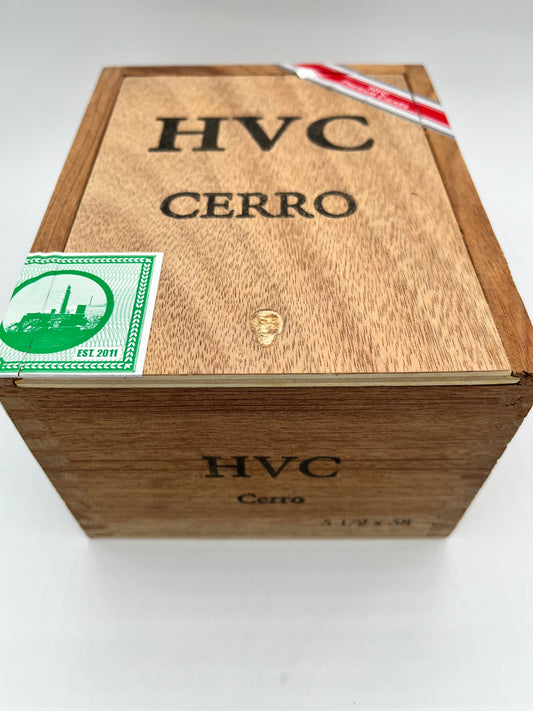 HVC
CERRO
EST. 2011
HVC
Cerro
5 1/2 x 58